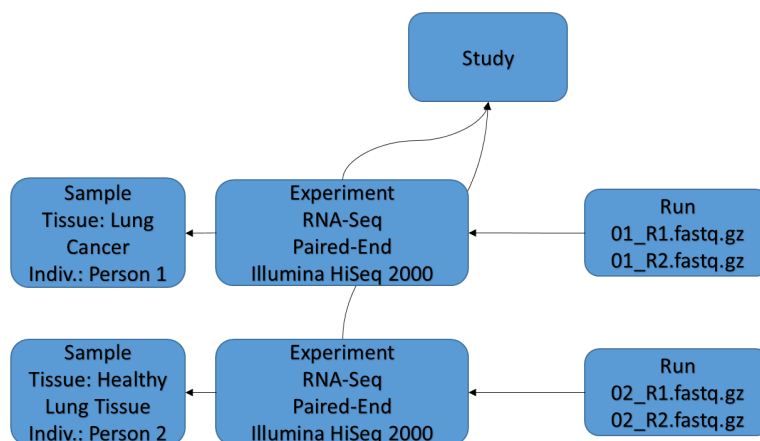 Study
Sample
Tissue: Lung
Cancer
Indiv.: Person 1
Experiment
RNA-Seq
Paired-End
Illumina HiSeq 2000
Run
01_R1.fastq.gz
01_R2.fastq.gz
Sample
Tissue: Healthy
Lung Tissue
Indiv.: Person 2
Experiment
RNA-Seq
Paired-End
Illumina HiSeq 2000
Run
02_R1.fastq.gz
02_R2.fastq.gz